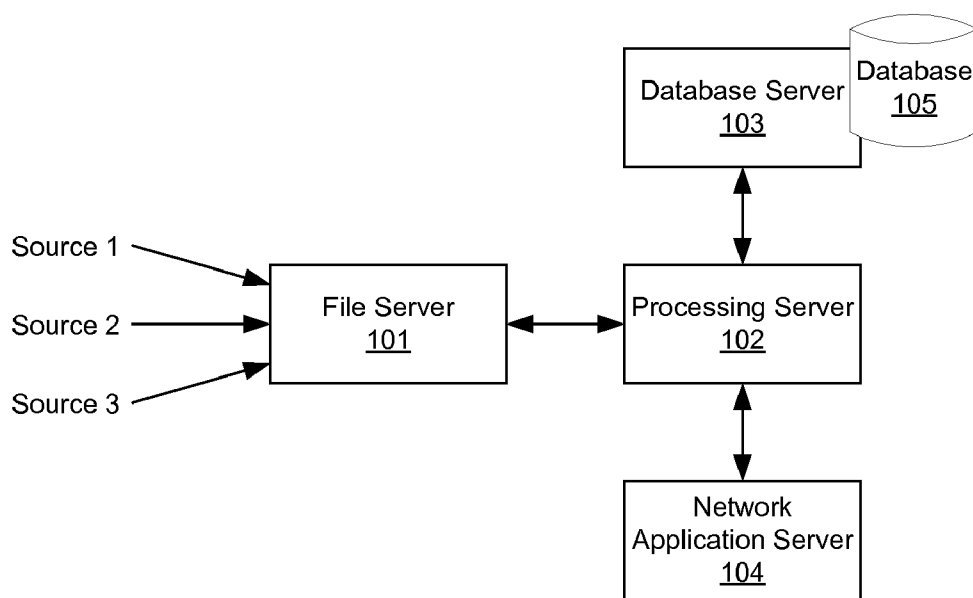 Database Server
103
Database
105
Source 1
Source 2
Source 3
File Server
101
Processing Server
102
Network
Application Server
104